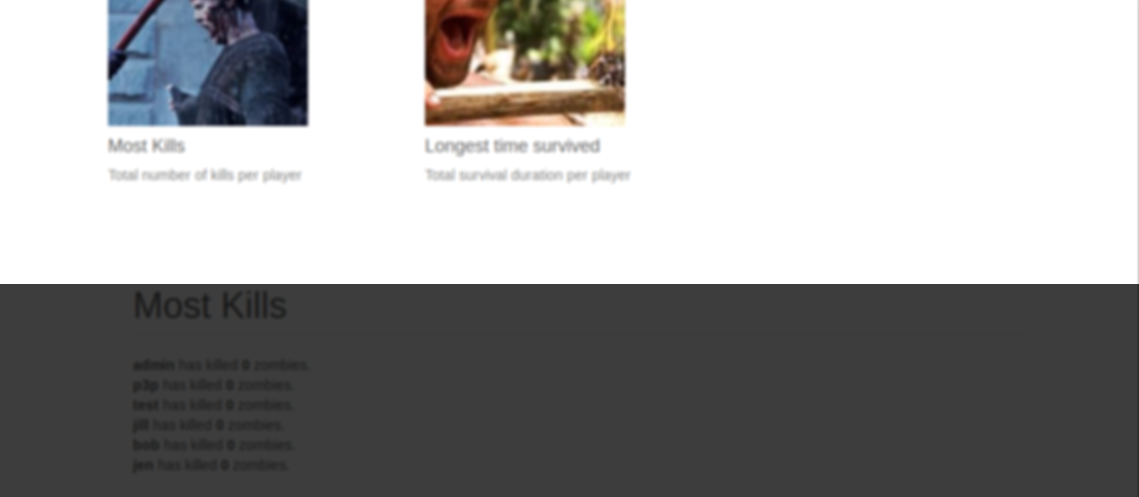 Most Kills
Total number of kills per player
Longest time survived
Total survival duration per player
Most Kills
admin has killed 0 zombies.
p3p has killed 0 zombies.
test has killed 0 zombies.
jill has killed 0 zombies.
bob has killed 0 zombies.
jen has killed 0 zombies.